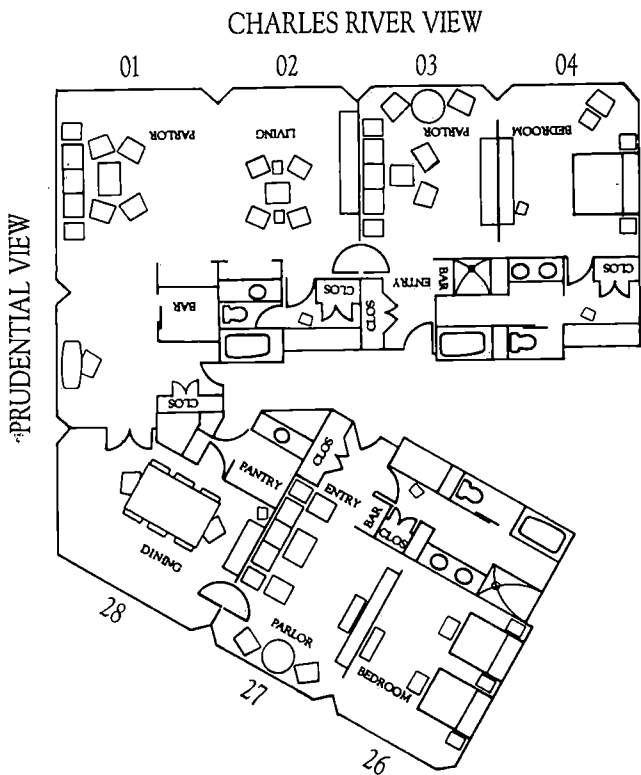 CHARLES RIVER VIEW
01 02 03 04
PARLOR
LIVING
PARLOR
BEDROOM
PRUDENTIAL VIEW
BAR
CLOS
CLOS
ENTRY
BAR
CLOS
CLOS
CLOS
PANTRY
ENTRY
BAR
CLOS
DINING
PARLOR
BEDROOM
28
27
26